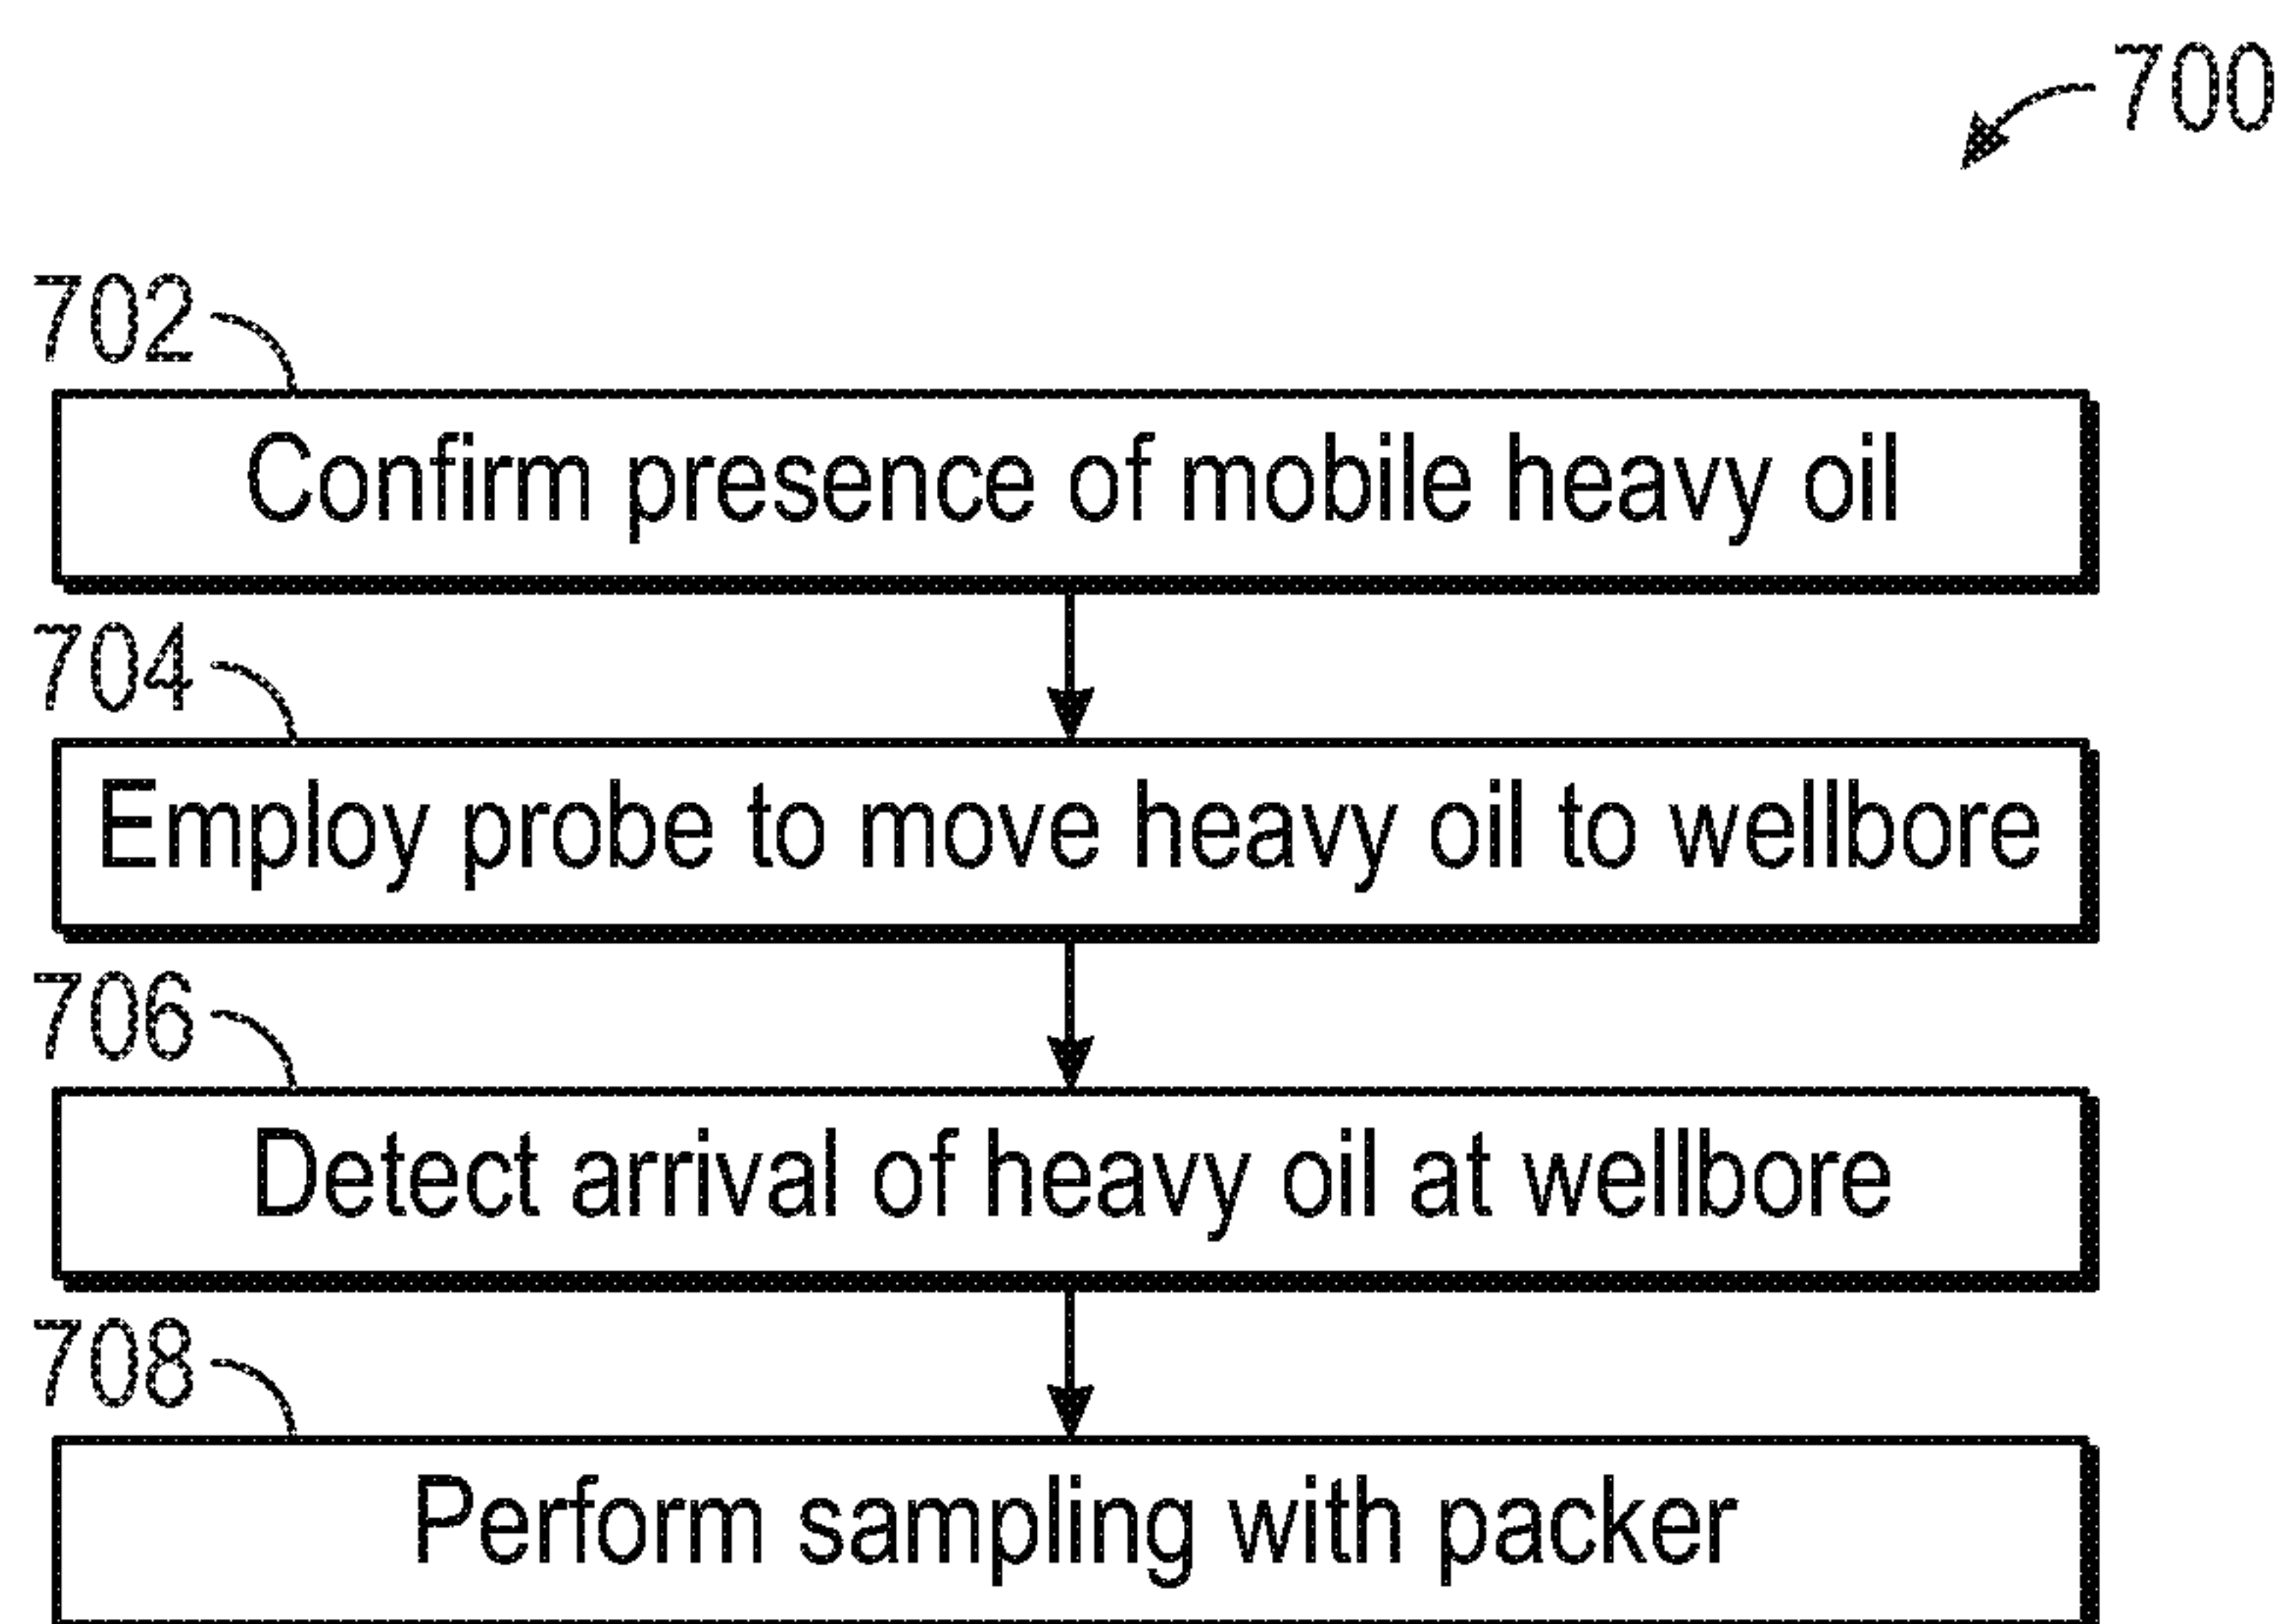 700
702
Confirm presence of mobile heavy oil
704
Employ probe to move heavy oil to wellbore
706
Detect arrival of heavy oil at wellbore
708
Perform sampling with packer